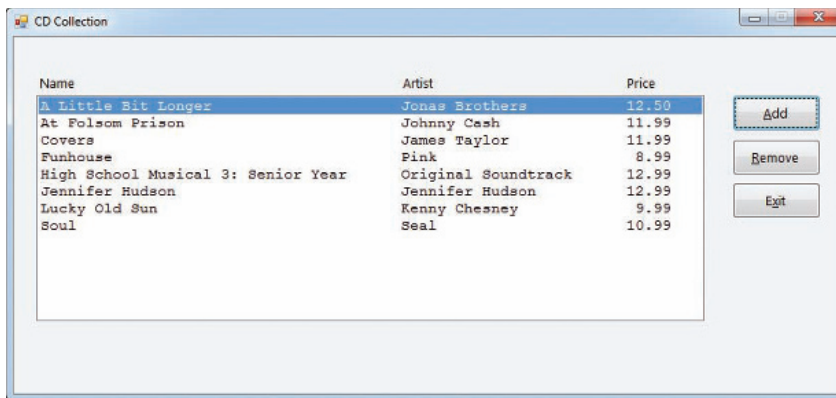 CD Collection
Name Artist Price
A Little Bit Longer Jonas Brothers 12.50
At Folsom Prison Johnny Cash 11.99
Covers James Taylor 11.99
Funhouse Pink 8.99
High School Musical 3: Senior Year Original Soundtrack 12.99
Jennifer Hudson Jennifer Hudson 12.99
Lucky Old Sun Kenny Chesney 9.99
Soul Seal 10.99
Add
Remove
Exit